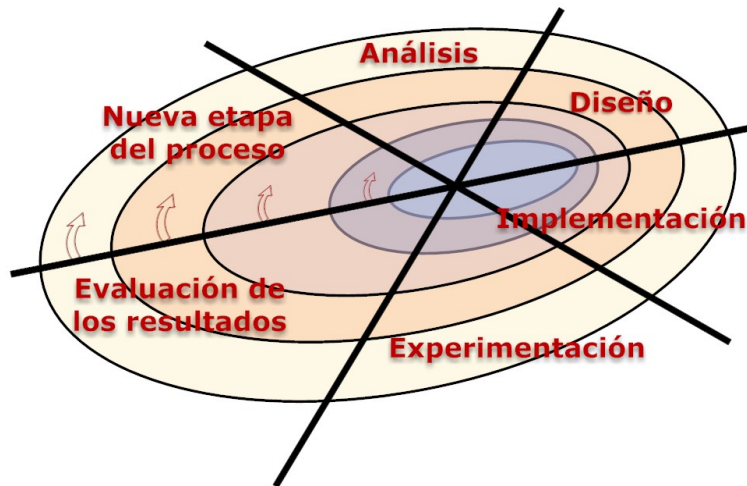 Análisis
Diseño
Nueva etapa
del proceso
Implementación
Evaluación de
los resultados
Experimentación